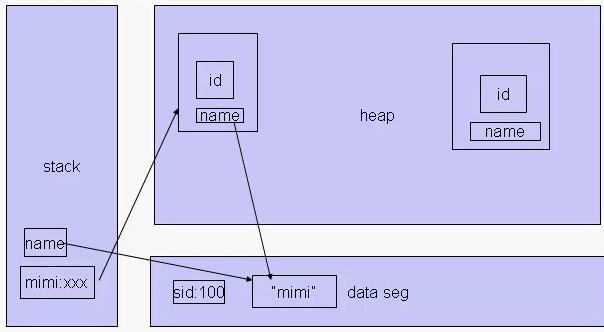 stack
name
mimi:xxx
id
name
heap
id
name
sid:100
"mimi"
data seg